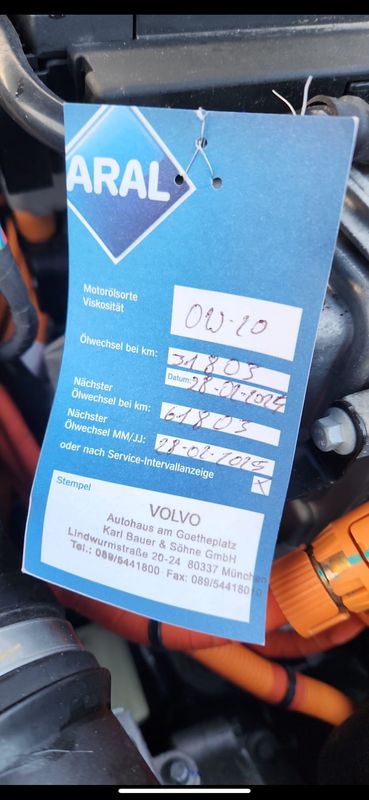 ARAL
Motorölsorte
Viskosität
0W-20
Ölwechsel bei km:
31803
Datum: 28-02-2024
Nächster
Ölwechsel bei km:
61803
Nächster
Ölwechsel MM/JJ:
28-02-2025
oder nach Service-Intervallanzeige
X
Stempel
VOLVO
Autohaus am Goetheplatz
Karl Bauer & Söhne GmbH
Lindwurmstraße 20-24 80337 München
Tel.: 089/5441800 Fax: 089/54418010